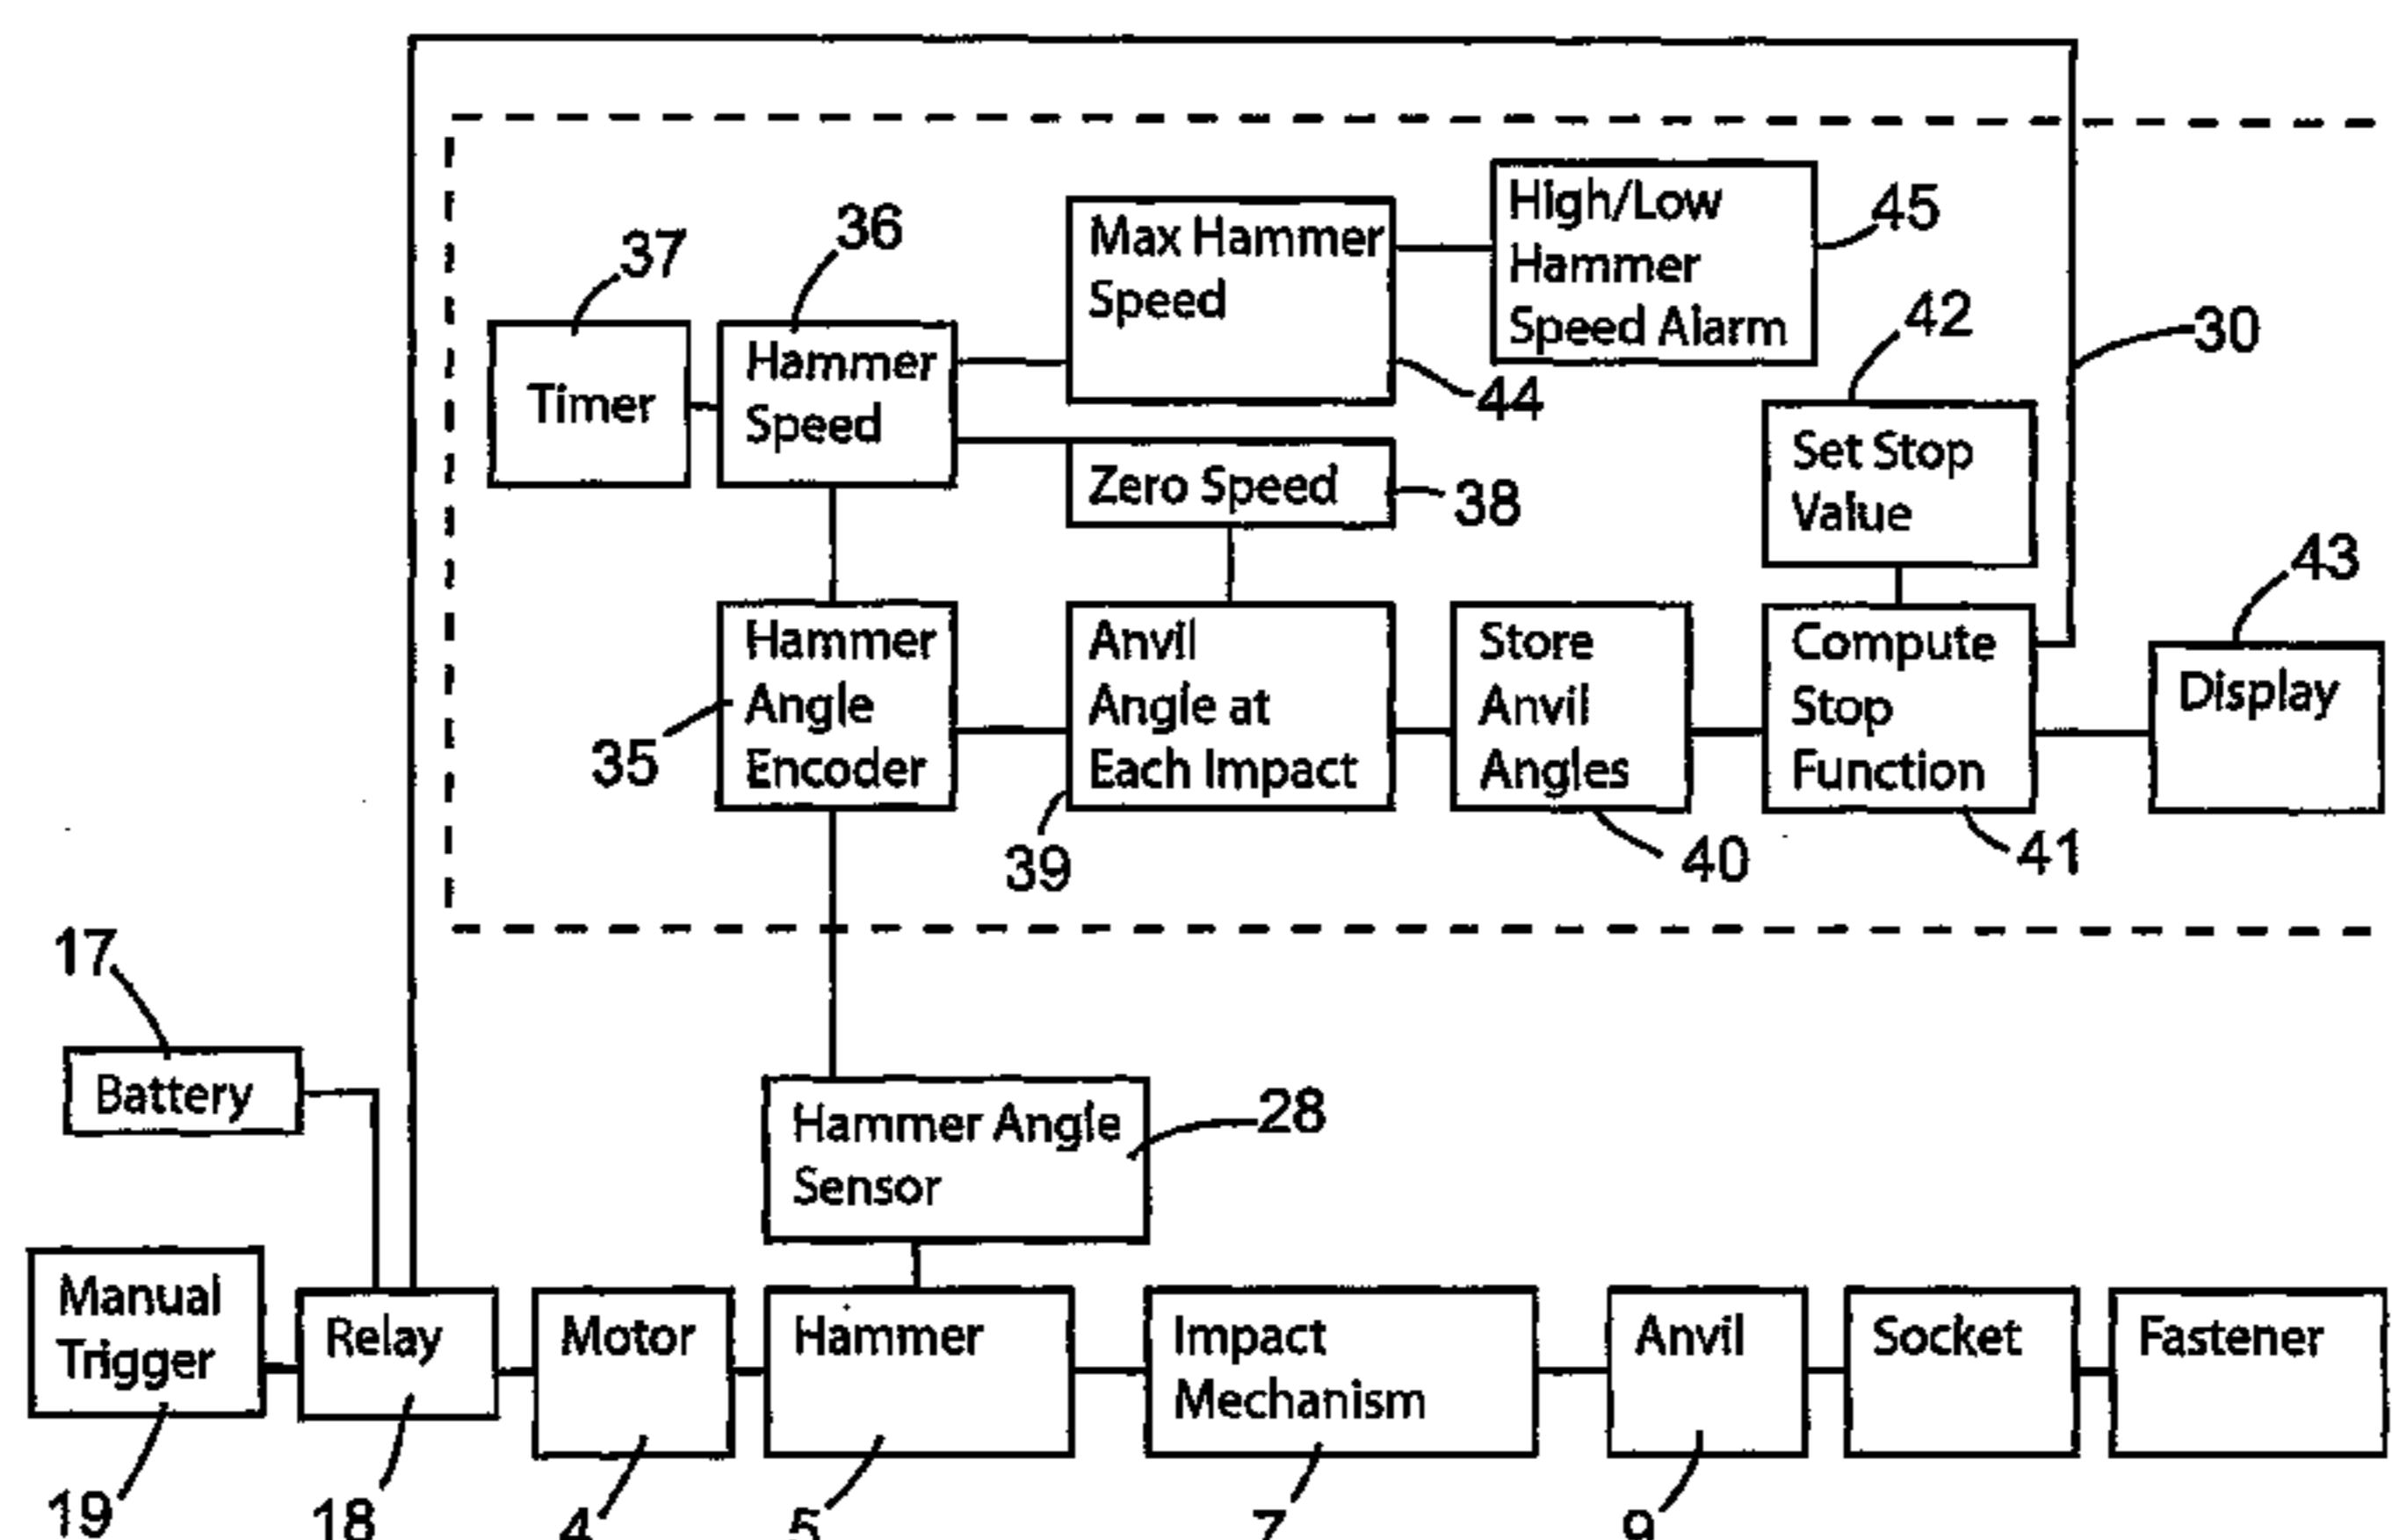 37
36
45
42
30
44
38
43
35
39
40
41
17
28
19
18
4
5
7
9
Timer
Hammer
Speed
Max Hammer
Speed
High/Low
Hammer
Speed Alarm
Zero Speed
Set Stop
Value
Hammer
Angle
Encoder
Anvil
Angle at
Each Impact
Store
Anvil
Angles
Compute
Stop
Function
Display
Battery
Hammer Angle
Sensor
Manual
Trigger
Relay
Motor
Hammer
Impact
Mechanism
Anvil
Socket
Fastener